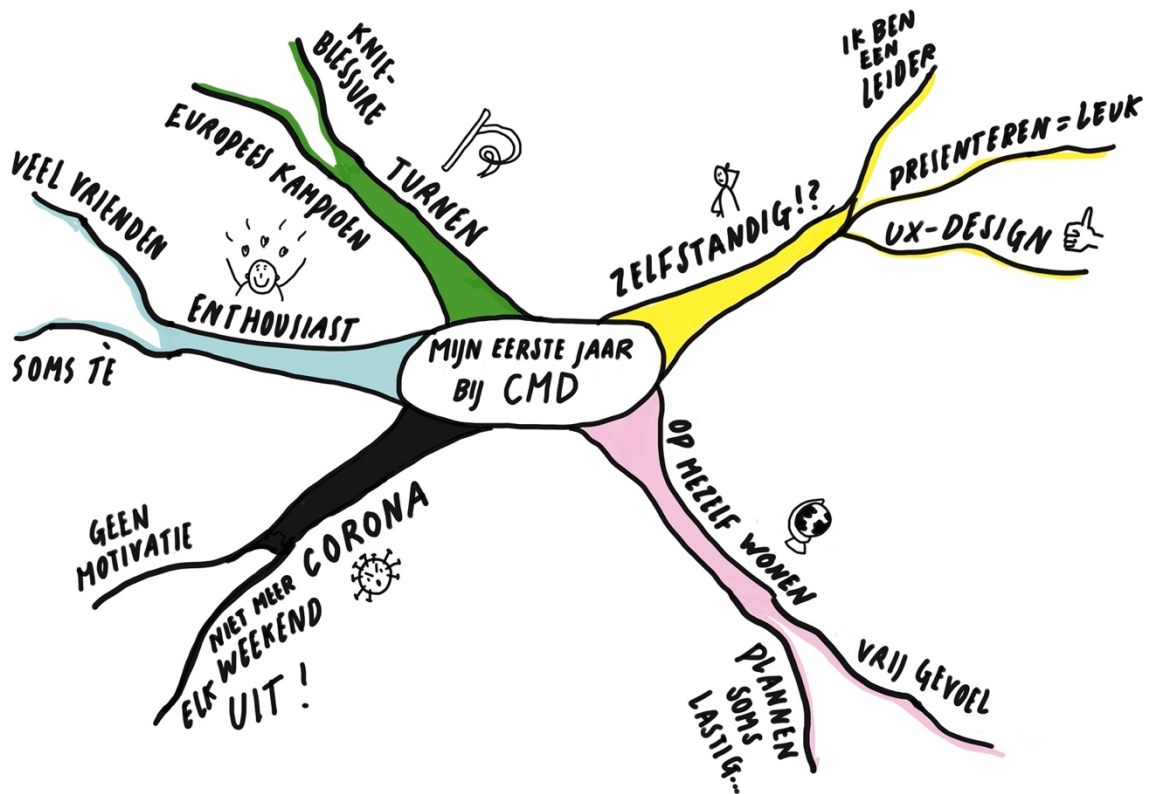 MIJN EERSTE JAAR
BIJ CMD
TURNEN
KNIE-
BLESSURE
EUROPEES KAMPIOEN
ENTHOUSIAST
VEEL VRIENDEN
SOMS TÈ
CORONA
GEEN
MOTIVATIE
NIET MEER
ELK WEEKEND
UIT!
ZELFSTANDIG!?
IK BEN
EEN
LEIDER
PRESENTEREN = LEUK
UX-DESIGN
OP MEZELF WONEN
VRIJ GEVOEL
PLANNEN
SOMS
LASTIG...